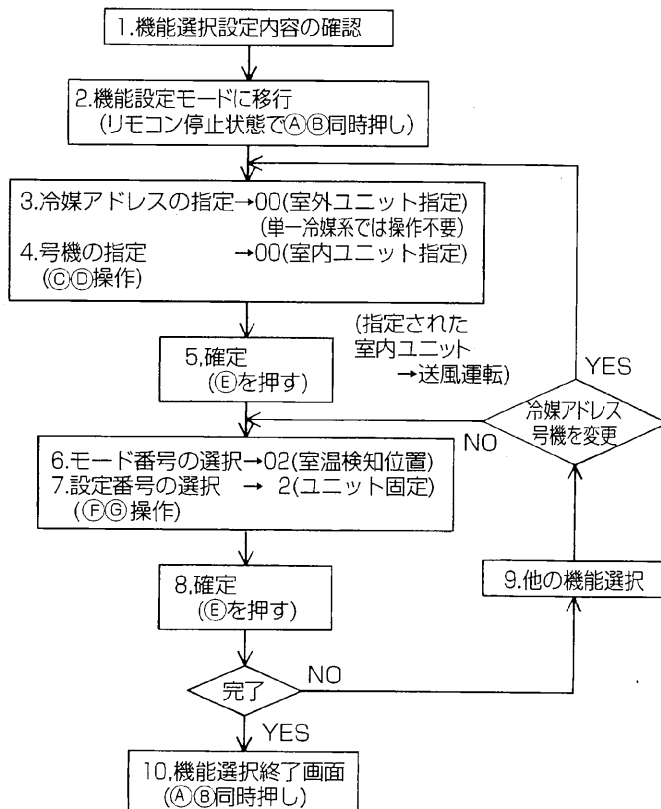 1.機能選択設定内容の確認
2.機能設定モードに移行
(リモコン停止状態でⒶⒷ同時押し)
3.冷媒アドレスの指定→00(室外ユニット指定)
(単一冷媒系では操作不要)
4.号機の指定 →00(室内ユニット指定)
(ⒸⒹ操作)
(指定された
室内ユニット
→送風運転)
5,確定
(Ⓔを押す)
YES
冷媒アドレス
号機を変更
NO
6.モード番号の選択→02(室温検知位置)
7.設定番号の選択 → 2(ユニット固定)
(ⒻⒼ操作)
8,確定
(Ⓔを押す)
9.他の機能選択
完了
NO
YES
10,機能選択終了画面
(ⒶⒷ同時押し)